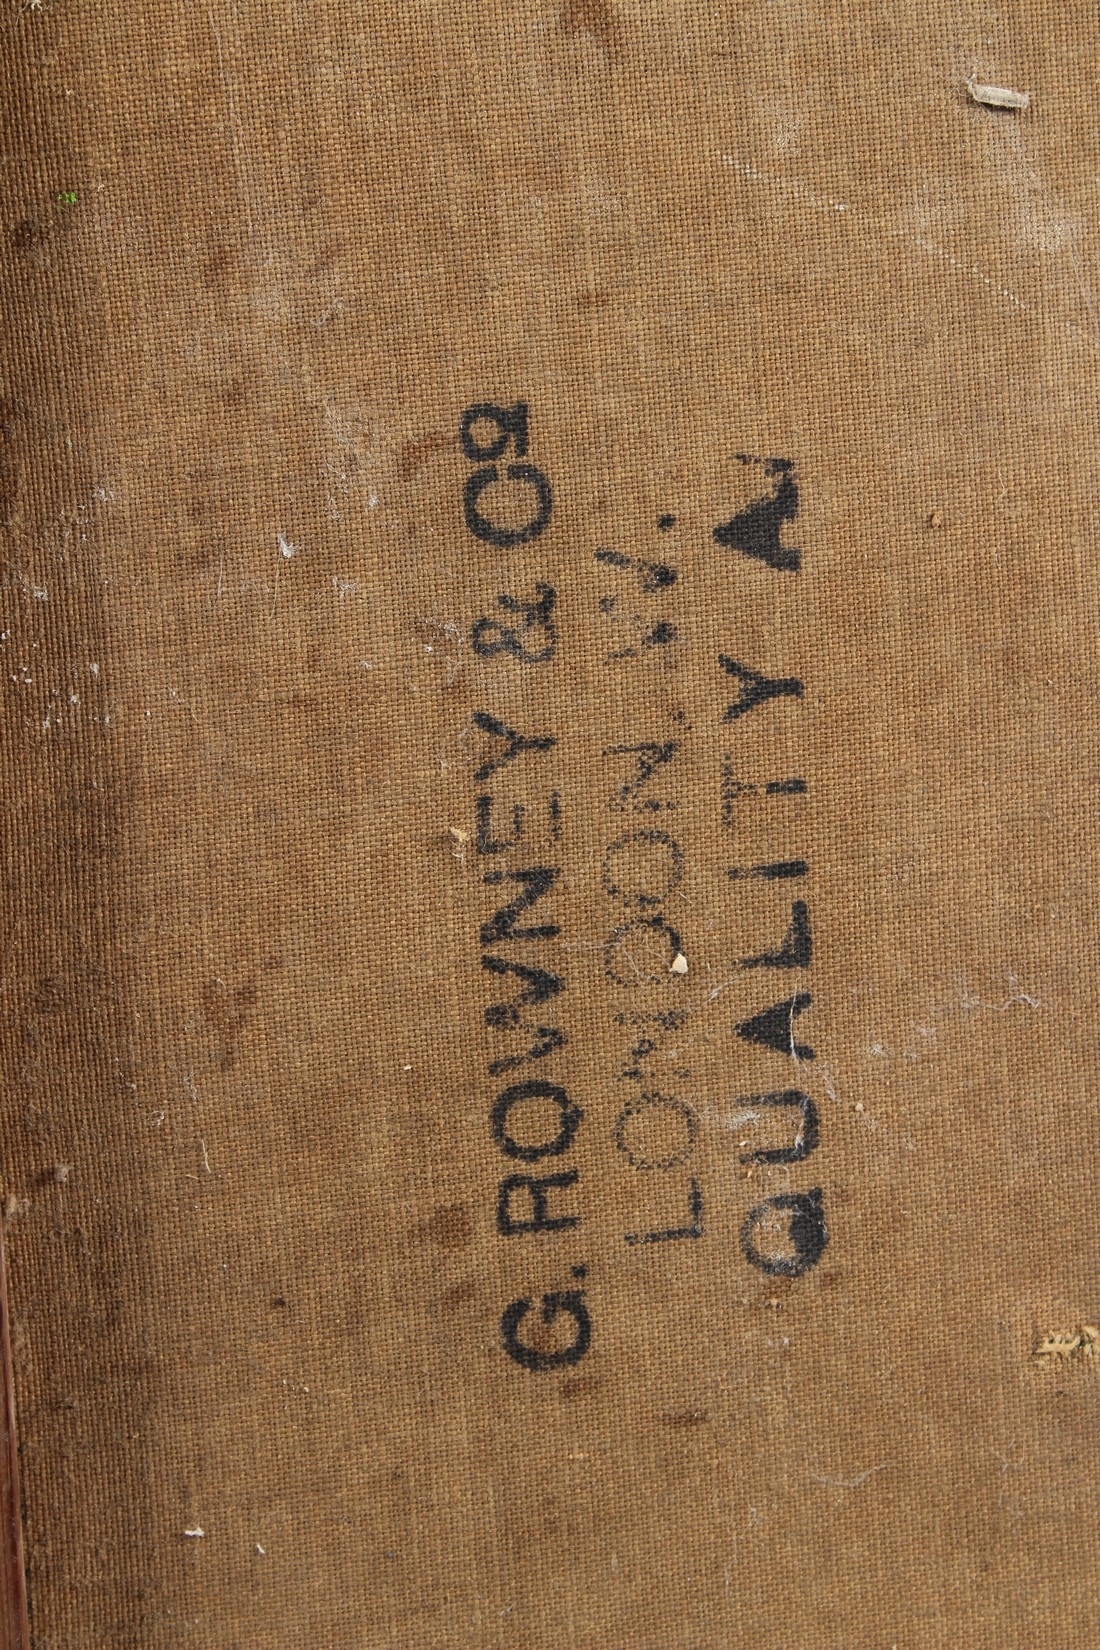 G. ROWNEY & Cº
LONDON. W.
QUALITY A.